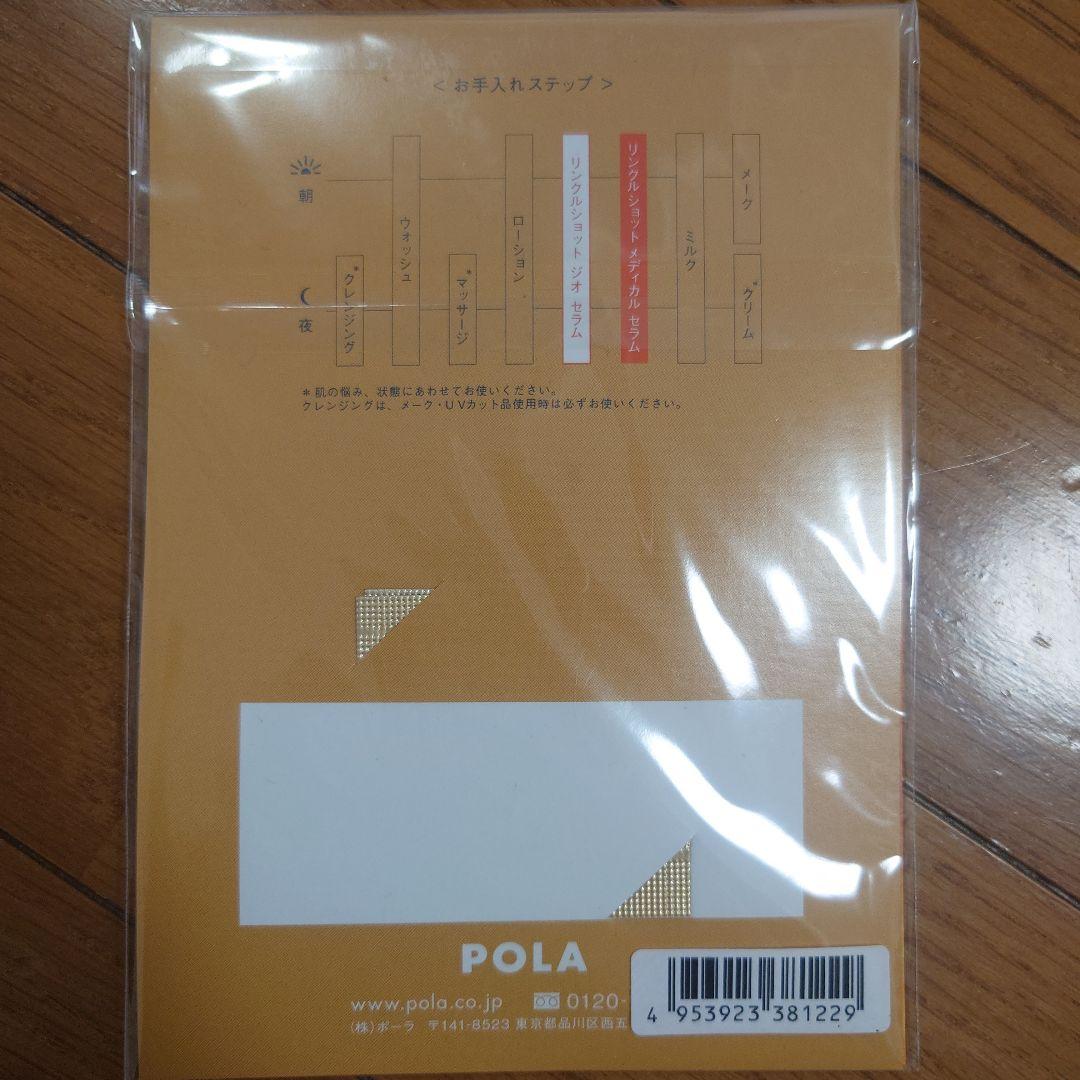 < お手入れステップ >
朝
夜
*クレンジング
ウォッシュ
*マッサージ
ローション
リンクルショット ジオ セラム
リンクルショット メディカル セラム
ミルク
メーク
*クリーム
*肌の悩み、状態にあわせてお使いください。
クレンジングは、メーク・UVカット品使用時は必ずお使いください。
POLA
www.pola.co.jp 0120-
(株)ポーラ 〒141-8523 東京都品川区西五
4 953923 381229